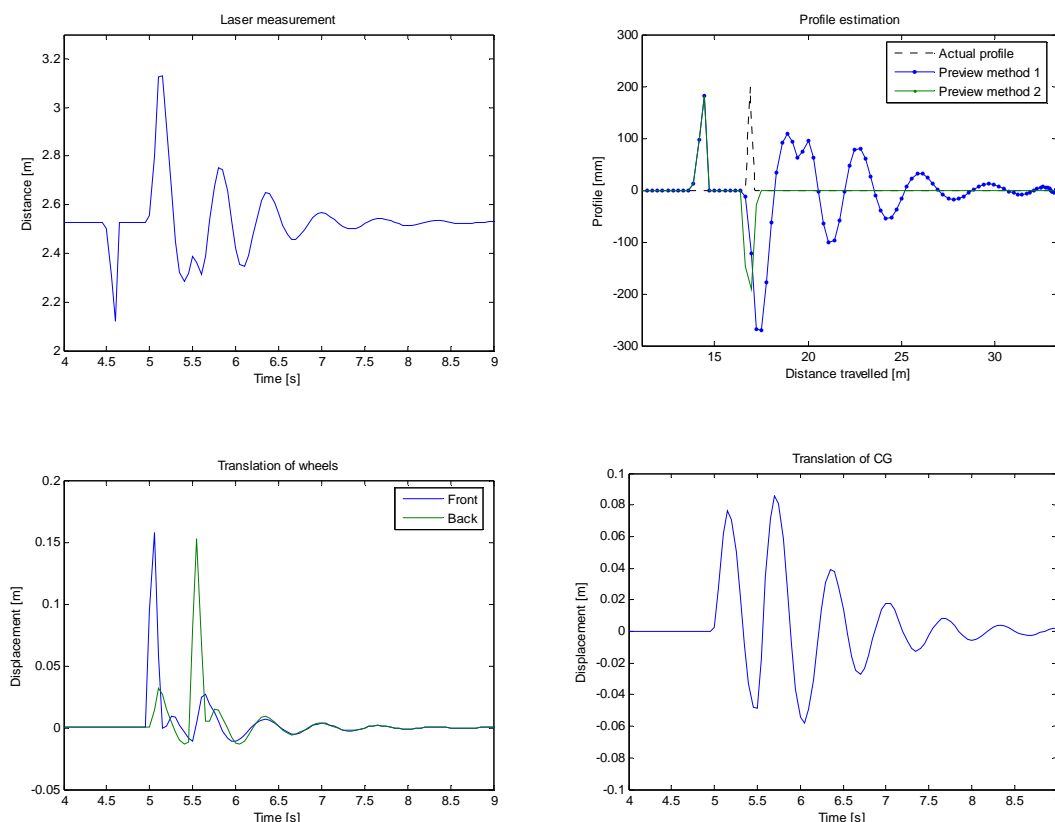 Laser measurement
3.2
3
2.8
2.6
2.4
2.2
2
Distance [m]
4 4.5 5 5.5 6 6.5 7 7.5 8 8.5 9
Time [s]
Profile estimation
300
200
100
0
-100
-200
-300
Profile [mm]
Actual profile
Preview method 1
Preview method 2
15 20 25 30
Distance travelled [m]
Translation of wheels
0.2
0.15
0.1
0.05
0
-0.05
Displacement [m]
Front
Back
4 4.5 5 5.5 6 6.5 7 7.5 8 8.5 9
Time [s]
Translation of CG
0.1
0.08
0.06
0.04
0.02
0
-0.02
-0.04
-0.06
-0.08
-0.1
Displacement [m]
4 4.5 5 5.5 6 6.5 7 7.5 8 8.5
Time [s]